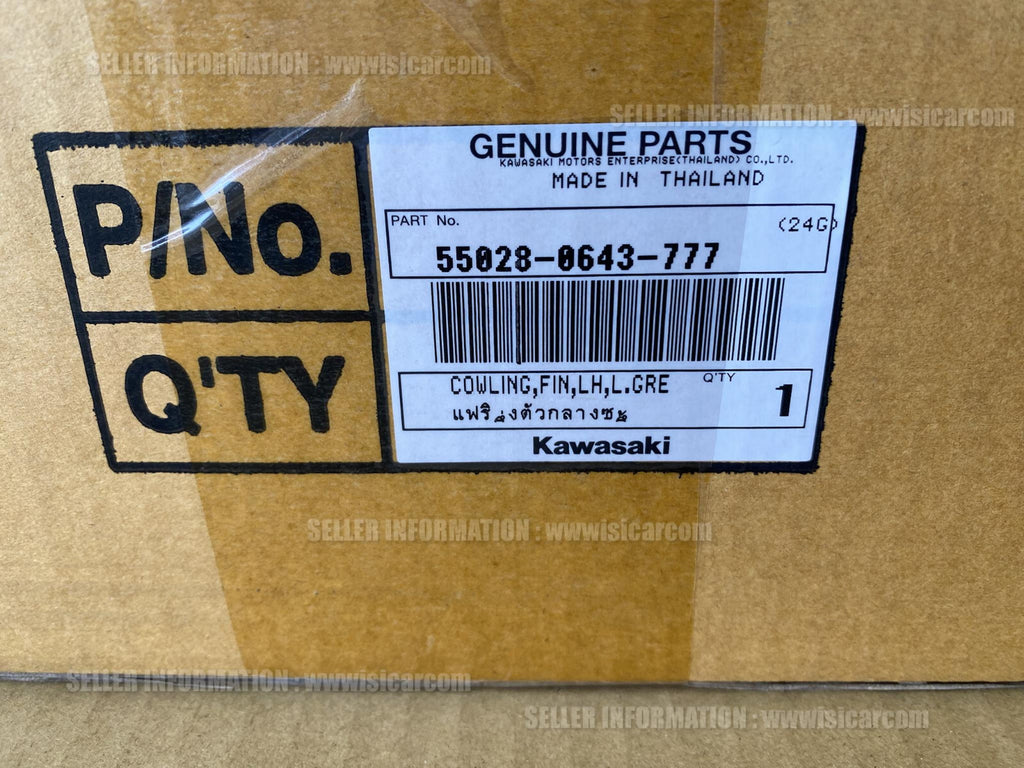 SELLER INFORMATION : wwwisicarcom
SELLER INFORMATION : wwwisicarcom
P/No.
Q'TY
GENUINE PARTS
KAWASAKI MOTORS ENTERPRISE(THAILAND) CO.,LTD.
MADE IN THAILAND
PART No.
(24G)
55028-0643-777
COWLING,FIN,LH,L.GRE
Q'TY
1
แฟริ่งตัวกลางซ้
Kawasaki
SELLER INFORMATION : wwwisicarcom
SELLER INFORMATION : wwwisicarcom
SELLER INFORMATION : wwwisicarcom